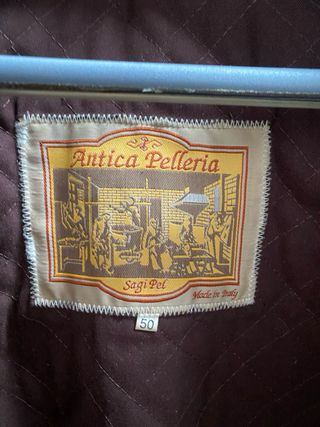 Antica Pelleria
Sagi Pel
Made in Italy
50